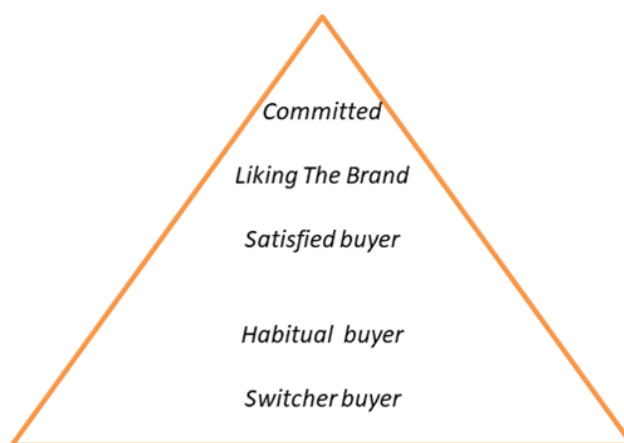 Committed
Liking The Brand
Satisfied buyer
Habitual  buyer
Switcher buyer